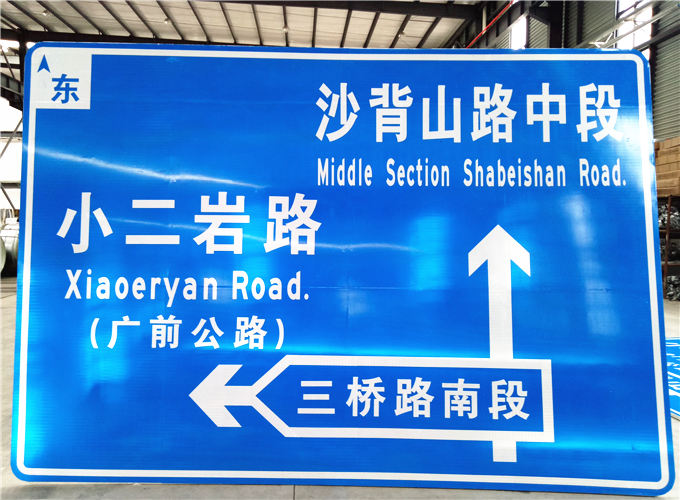 东
沙背山路中段
Middle Section Shabeishan Road.
小二岩路
Xiaoeryan Road.
(广前公路)
三桥路南段